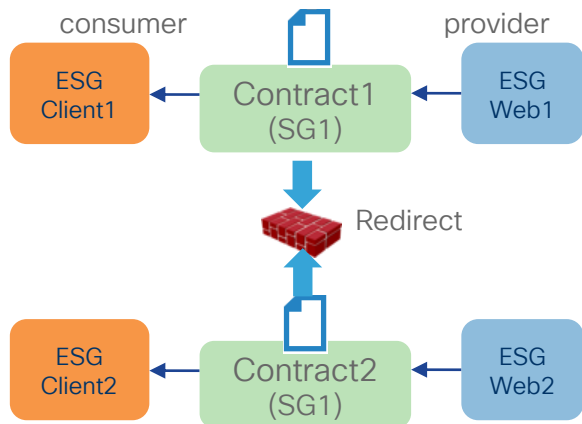 consumer
provider
ESG
Client1
Contract1
(SG1)
ESG
Web1
Redirect
ESG
Client2
Contract2
(SG1)
ESG
Web2